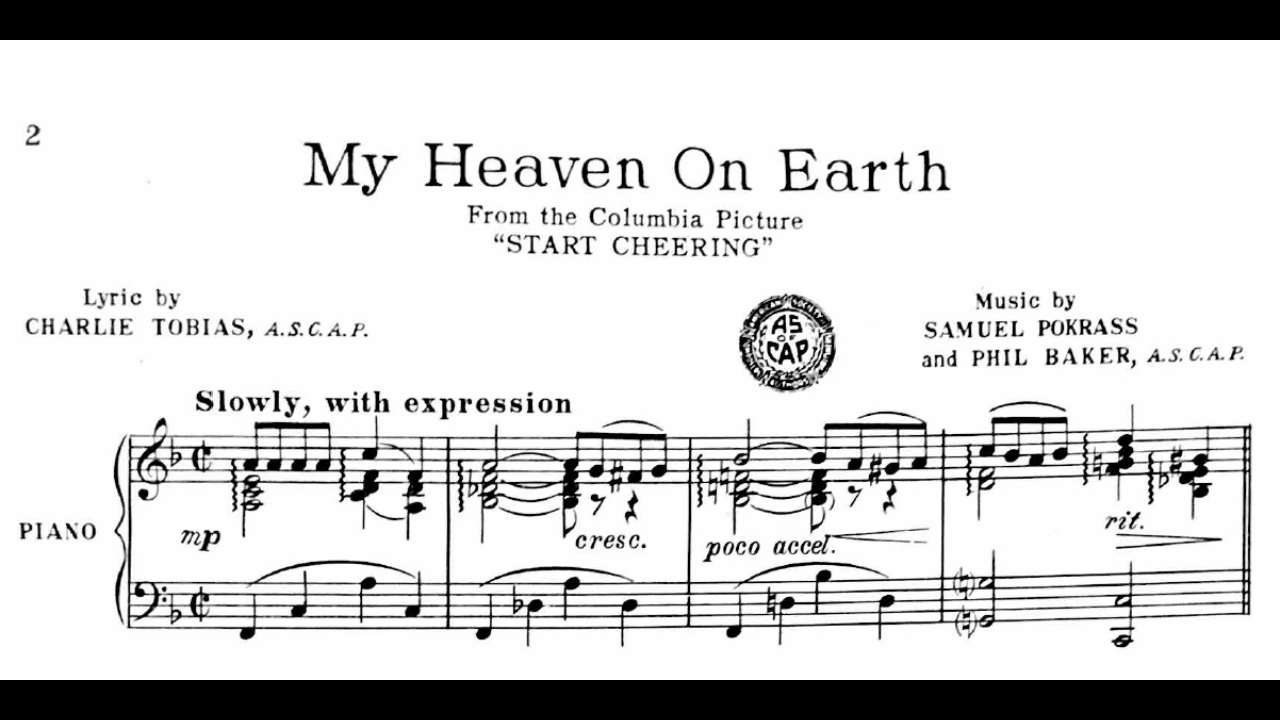 2
My Heaven On Earth
From the Columbia Picture
“START CHEERING”
Lyric by
CHARLIE TOBIAS, A.S.C.A.P.
AS
OF
CAP
Music by
SAMUEL POKRASS
and PHIL BAKER, A.S.C.A.P.
Slowly, with expression
PIANO
mp
cresc.
poco accel.
rit.